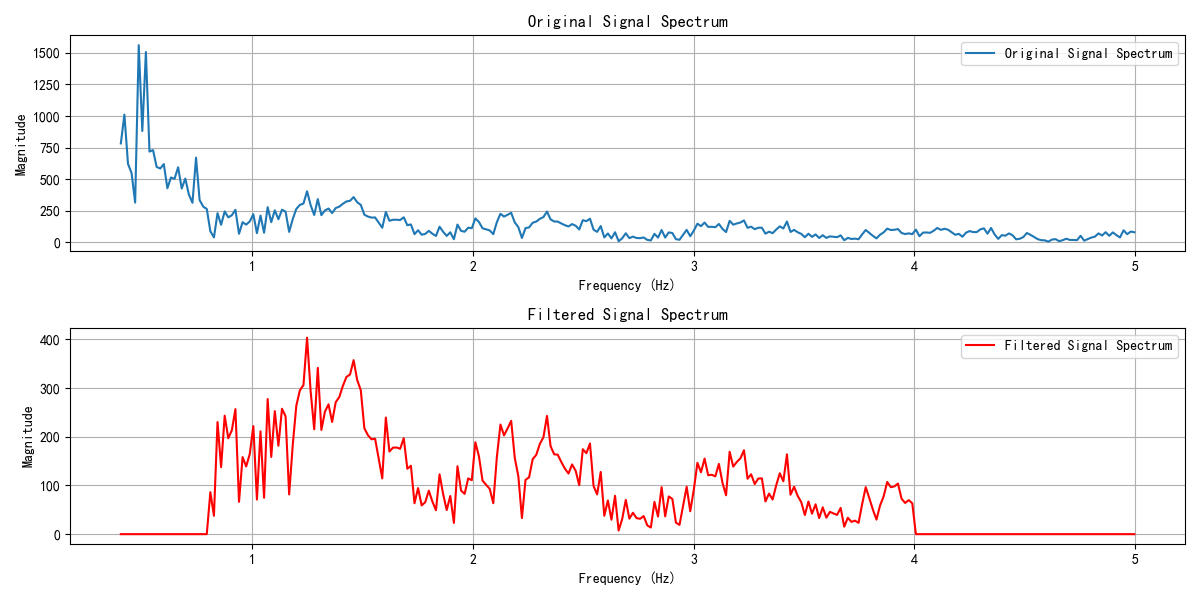 Original Signal Spectrum
Original Signal Spectrum
Magnitude
1500
1250
1000
750
500
250
0
1 2 3 4 5
Frequency (Hz)
Filtered Signal Spectrum
Filtered Signal Spectrum
Magnitude
400
300
200
100
0
1 2 3 4 5
Frequency (Hz)